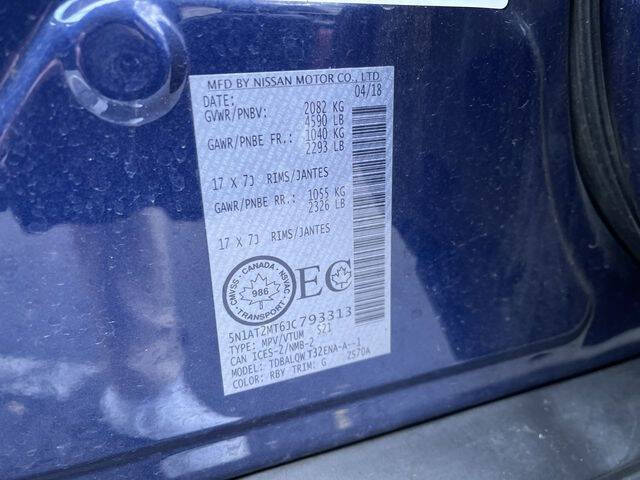 MFD BY NISSAN MOTOR CO., LTD.
DATE: 04/18
GVWR/PNBV: 2082 KG
4590 LB
GAWR/PNBE FR.: 1040 KG
2293 LB
17 X 7J RIMS/JANTES
GAWR/PNBE RR.: 1055 KG
2326 LB
17 X 7J RIMS/JANTES
CANADA
CMVSS NSVAC
986
TRANSPORT
EC
5N1AT2MT6JC793313
TYPE: MPV/VTUM S21
CAN ICES-2/NMB-2
MODEL: TDBALQWT32ENA-A--1
COLOR: RBY TRIM: G 2570A